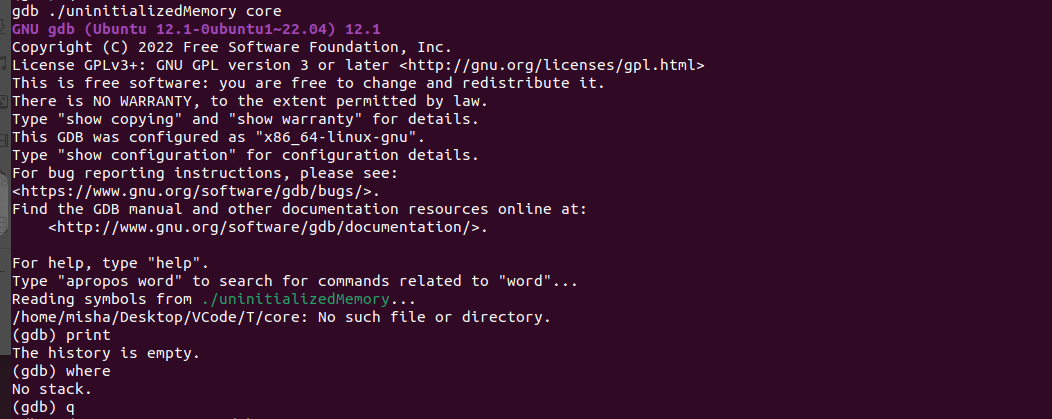 gdb ./uninitializedMemory core
GNU gdb (Ubuntu 12.1-0ubuntu1~22.04) 12.1
Copyright (C) 2022 Free Software Foundation, Inc.
License GPLv3+: GNU GPL version 3 or later <http://gnu.org/licenses/gpl.html>
This is free software: you are free to change and redistribute it.
There is NO WARRANTY, to the extent permitted by law.
Type "show copying" and "show warranty" for details.
This GDB was configured as "x86_64-linux-gnu".
Type "show configuration" for configuration details.
For bug reporting instructions, please see:
<https://www.gnu.org/software/gdb/bugs/>.
Find the GDB manual and other documentation resources online at:
    <http://www.gnu.org/software/gdb/documentation/>.

For help, type "help".
Type "apropos word" to search for commands related to "word"...
Reading symbols from ./uninitializedMemory...
/home/misha/Desktop/VCode/T/core: No such file or directory.
(gdb) print
The history is empty.
(gdb) where
No stack.
(gdb) q